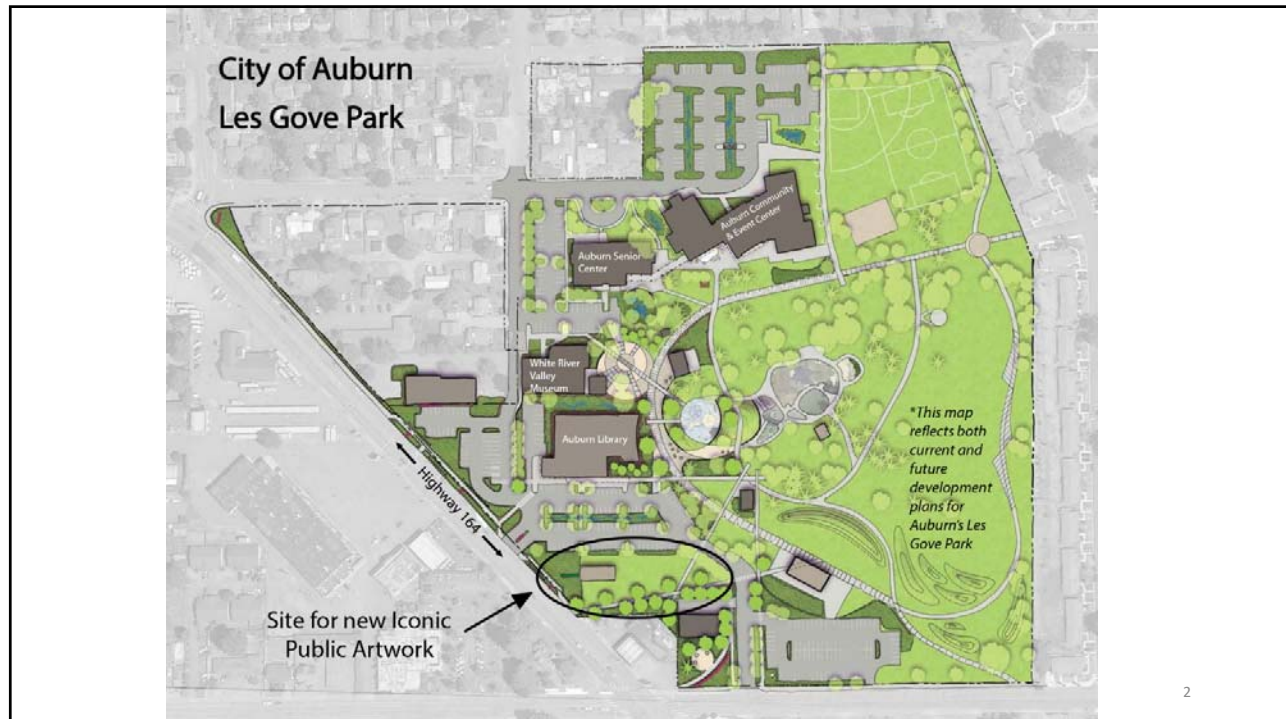 City of Auburn
Les Gove Park
Auburn Community
& Event Center
Auburn Senior
Center
White River
Valley
Museum
Auburn Library
Highway 164
*This map
reflects both
current and
future
development
plans for
Auburn's Les
Gove Park
Site for new Iconic
Public Artwork
2